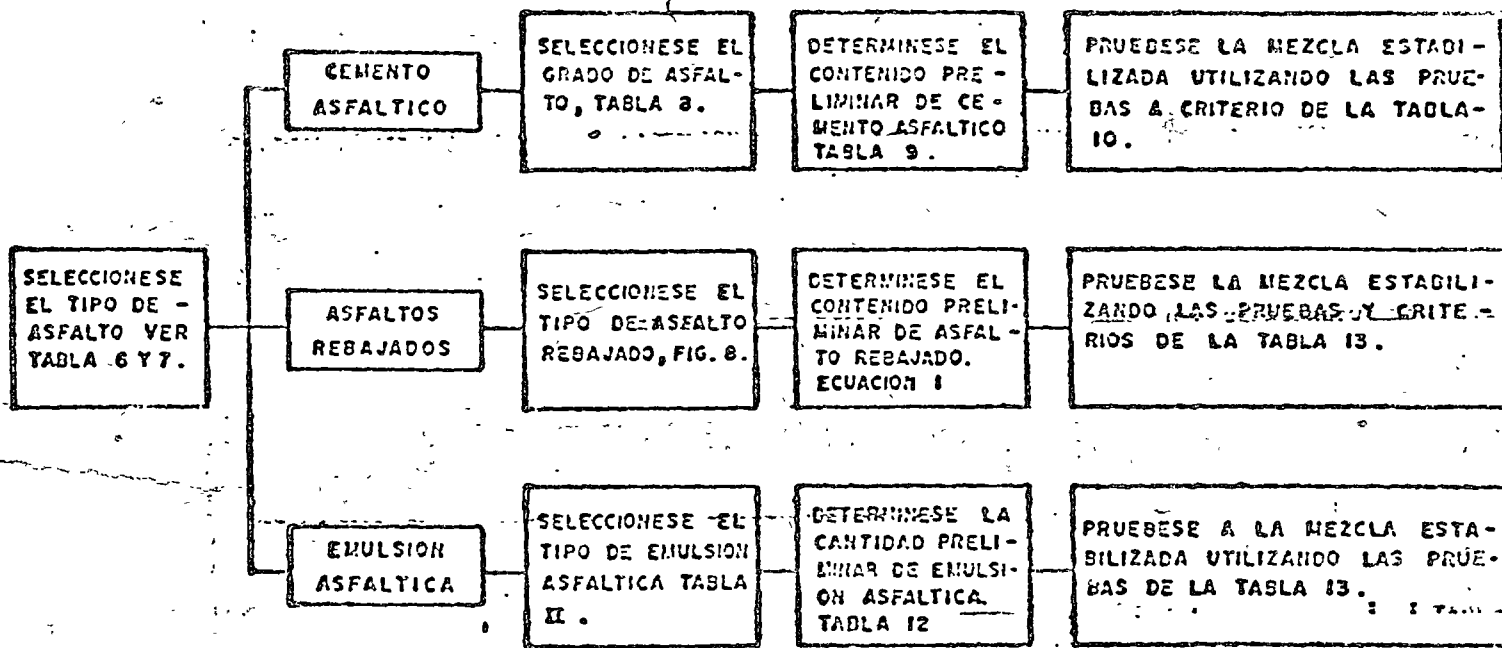 SELECCIONESE
EL TIPO DE -
ASFALTO VER
TABLA 6 Y 7.
CEMENTO
ASFALTICO
SELECCIONESE EL
GRADO DE ASFAL-
TO, TABLA 8.
DETERMINESE EL
CONTENIDO PRE -
LIMINAR DE CE -
MENTO ASFALTICO
TABLA 9.
PRUEBESE LA MEZCLA ESTABI-
LIZADA UTILIZANDO LAS PRUE-
BAS & CRITERIO DE LA TABLA-
10.
ASFALTOS
REBAJADOS
SELECCIONESE EL
TIPO DE ASFALTO
REBAJADO, FIG. 8.
DETERMINESE EL
CONTENIDO PRELI-
MINAR DE ASFAL-
TO REBAJADO.
ECUACION 1
PRUEBESE LA MEZCLA ESTABILI-
ZANDO LAS PRUEBAS Y CRITE -
RIOS DE LA TABLA 13.
EMULSION
ASFALTICA
SELECCIONESE EL
TIPO DE EMULSION
ASFALTICA TABLA
II.
DETERMINESE LA
CANTIDAD PRELI-
MINAR DE EMULSI-
ON ASFALTICA.
TABLA 12
PRUEBESE A LA MEZCLA ESTA-
BILIZADA UTILIZANDO LAS PRUE-
BAS DE LA TABLA 13.